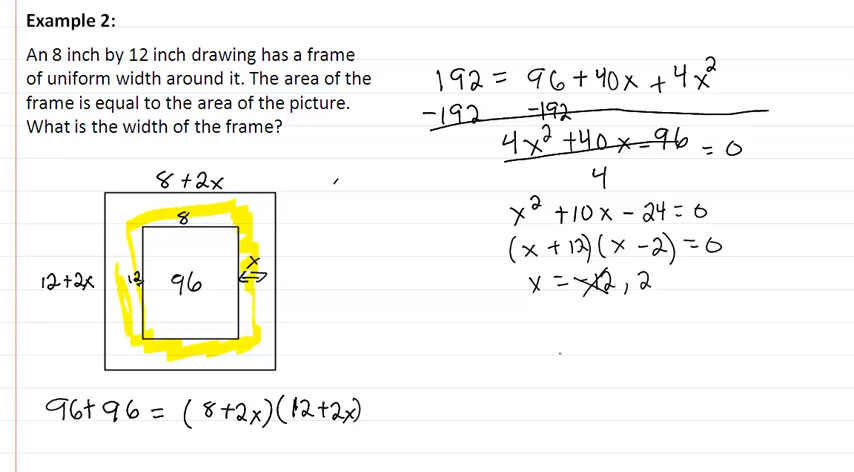 Example 2:
An 8 inch by 12 inch drawing has a frame
of uniform width around it. The area of the
frame is equal to the area of the picture.
What is the width of the frame?
8+2x
8
12+2x
12
96
x
96+96 = (8+2x)(12+2x)
192 = 96+40x+4x²
-192 -192
4x²+40x-96 = 0
4
x²+10x-24=0
(x+12)(x-2)=0
x=-12, 2